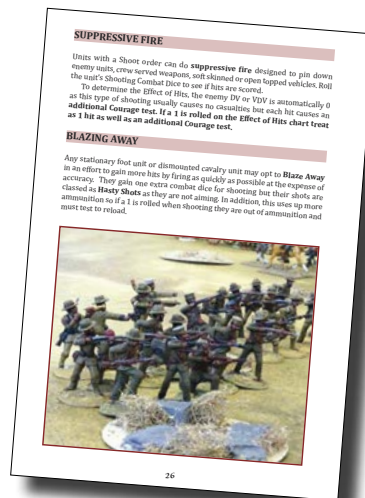 SUPPRESSIVE FIRE
Units with a Shoot order can do suppressive fire designed to pin down
enemy units, crew served weapons, soft skinned or open topped vehicles. Roll
the unit's Shooting Combat Dice to see if hits are scored.
To determine the Effect of Hits, the enemy DV or VDV is automatically 0
as this type of shooting usually causes no casualties but each hit causes an
additional Courage test. If a 1 is rolled on the Effect of Hits chart treat
as 1 hit as well as an additional Courage test.
BLAZING AWAY
Any stationary foot unit or dismounted cavalry unit may opt to Blaze Away
in an effort to gain more hits by firing as quickly as possible at the expense of
accuracy. They gain one extra combat dice for shooting but their shots are
classed as Hasty Shots as they are not aiming. In addition, this uses up more
ammunition so if a 1 is rolled when shooting they are out of ammunition and
must test to reload.
26